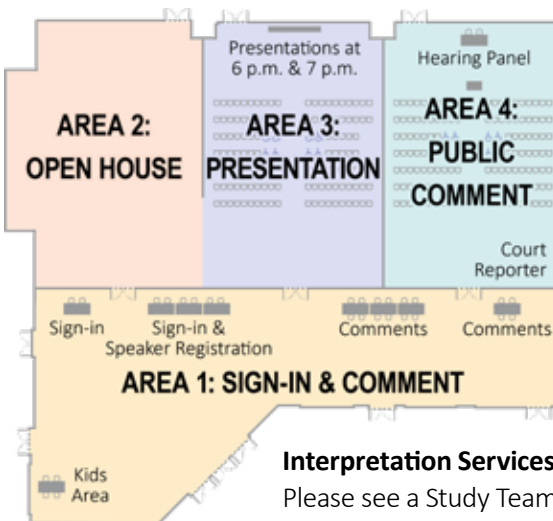 Presentations at
6 p.m. & 7 p.m.
Hearing Panel
AREA 2:
OPEN HOUSE
AREA 3:
PRESENTATION
AREA 4:
PUBLIC
COMMENT
Court
Reporter
Sign-in
Sign-in &
Speaker Registration
Comments
Comments
AREA 1: SIGN-IN & COMMENT
Kids
Area
Interpretation Services
Please see a Study Team